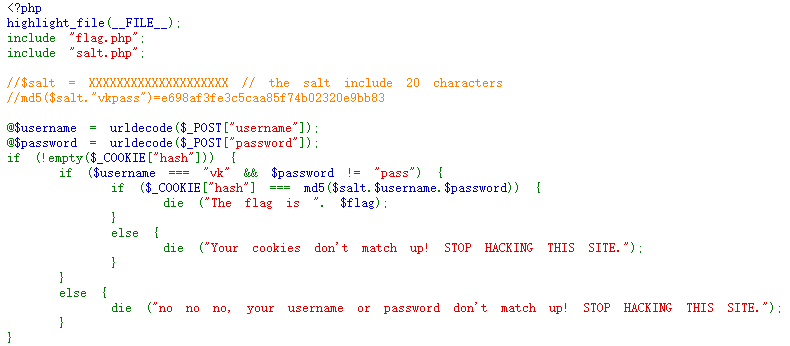 <?php
highlight_file(__FILE__);
include "flag.php";
include "salt.php";
//$salt = XXXXXXXXXXXXXXXXXXXX // the salt include 20 characters
//md5($salt."vkpass")=e698af3fe3c5caa85f74b02320e9bb83
@$username = urldecode($_POST["username"]);
@$password = urldecode($_POST["password"]);
if (!empty($_COOKIE["hash"])) {
if ($username === "vk" && $password != "pass") {
if ($_COOKIE["hash"] === md5($salt.$username.$password)) {
die ("The flag is ". $flag);
}
else {
die ("Your cookies don't match up! STOP HACKING THIS SITE.");
}
}
else {
die ("no no no, your username or password don't match up! STOP HACKING THIS SITE.");
}
}